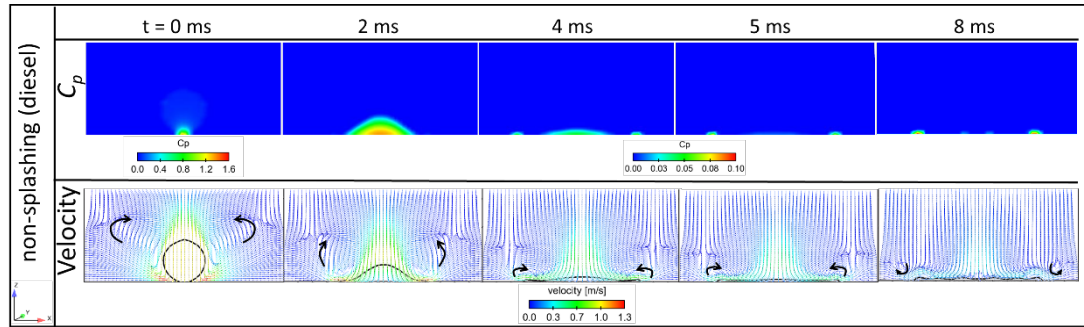 t = 0 ms 2 ms 4 ms 5 ms 8 ms
non-splashing (diesel)
Cp
Cp
0.0 0.4 0.8 1.2 1.6
Cp
0.00 0.03 0.05 0.08 0.10
Velocity
velocity [m/s]
0.0 0.3 0.7 1.0 1.3
Z
Y
X